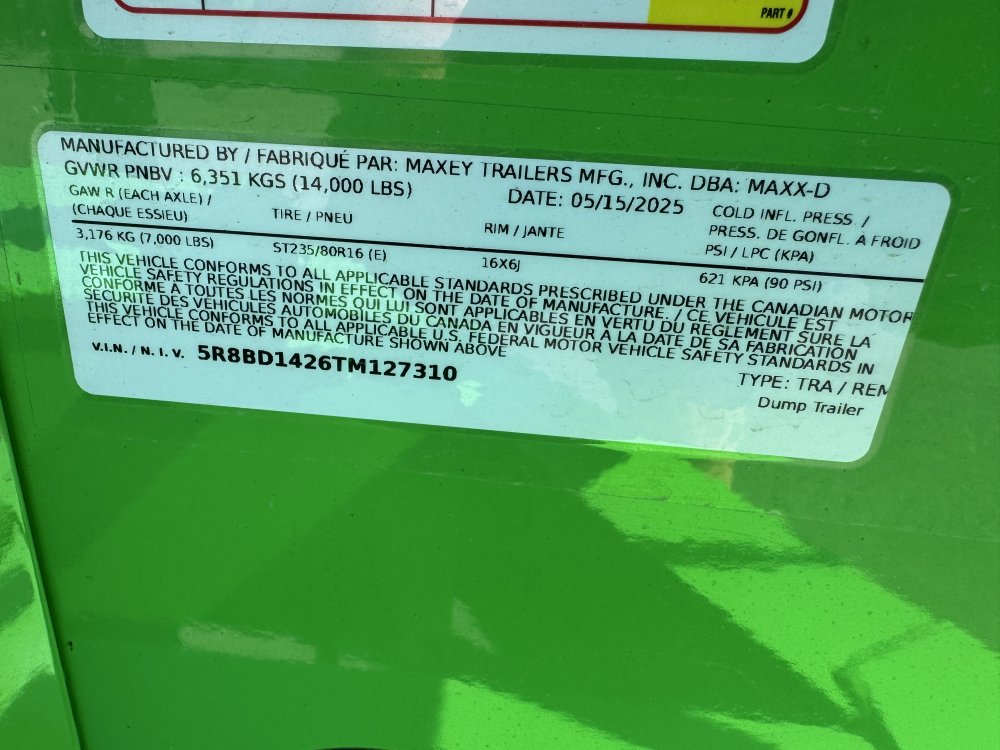 PART #
MANUFACTURED BY / FABRIQUÉ PAR: MAXEY TRAILERS MFG., INC. DBA: MAXX-D
GVWR PNBV : 6,351 KGS (14,000 LBS)
DATE: 05/15/2025
GAW R (EACH AXLE) /
(CHAQUE ESSIEU)
TIRE / PNEU
RIM / JANTE
COLD INFL. PRESS. /
PRESS. DE GONFL. A FROID
PSI / LPC (KPA)
3,176 KG (7,000 LBS)
ST235/80R16 (E)
16X6J
621 KPA (90 PSI)
THIS VEHICLE CONFORMS TO ALL APPLICABLE STANDARDS PRESCRIBED UNDER THE CANADIAN MOTOR
VEHICLE SAFETY REGULATIONS IN EFFECT ON THE DATE OF MANUFACTURE. / CE VEHICULE EST
CONFORME A TOUTES LES NORMES QUI LUI SONT APPLICABLES EN VERTU DU REGLEMENT SURE LA
SECURITE DES VEHICULES AUTOMOBILES DU CANADA EN VIGUEUR A LA DATE DE SA FABRICATION
THIS VEHICLE CONFORMS TO ALL APPLICABLE U.S. FEDERAL MOTOR VEHICLE SAFETY STANDARDS IN
EFFECT ON THE DATE OF MANUFACTURE SHOWN ABOVE
V.I.N. / N. I. V. 5R8BD1426TM127310
TYPE: TRA / REM
Dump Trailer